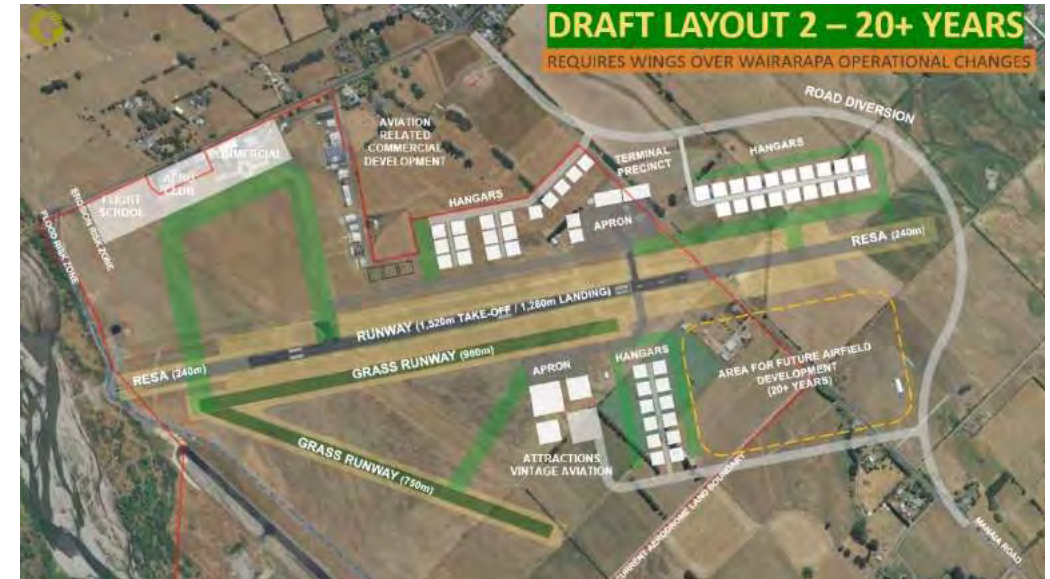 DRAFT LAYOUT 2 – 20+ YEARS
REQUIRES WINGS OVER WAIRARAPA OPERATIONAL CHANGES
ROAD DIVERSION
AVIATION
RELATED
COMMERCIAL
DEVELOPMENT
HANGARS
TERMINAL
PRECINCT
HANGARS
COMMERCIAL
AERO
CLUB
FLIGHT
SCHOOL
EROSION RISK ZONE
FLOOD RISK ZONE
APRON
RESA (240m)
RUNWAY (1,520m TAKE-OFF / 1,280m LANDING)
GRASS RUNWAY (980m)
RESA (240m)
APRON
HANGARS
AREA FOR FUTURE AIRFIELD
DEVELOPMENT
(20+ YEARS)
GRASS RUNWAY (750m)
ATTRACTIONS
VINTAGE AVIATION
CURRENT AERODROME LAND BOUNDARY
MANAIA ROAD